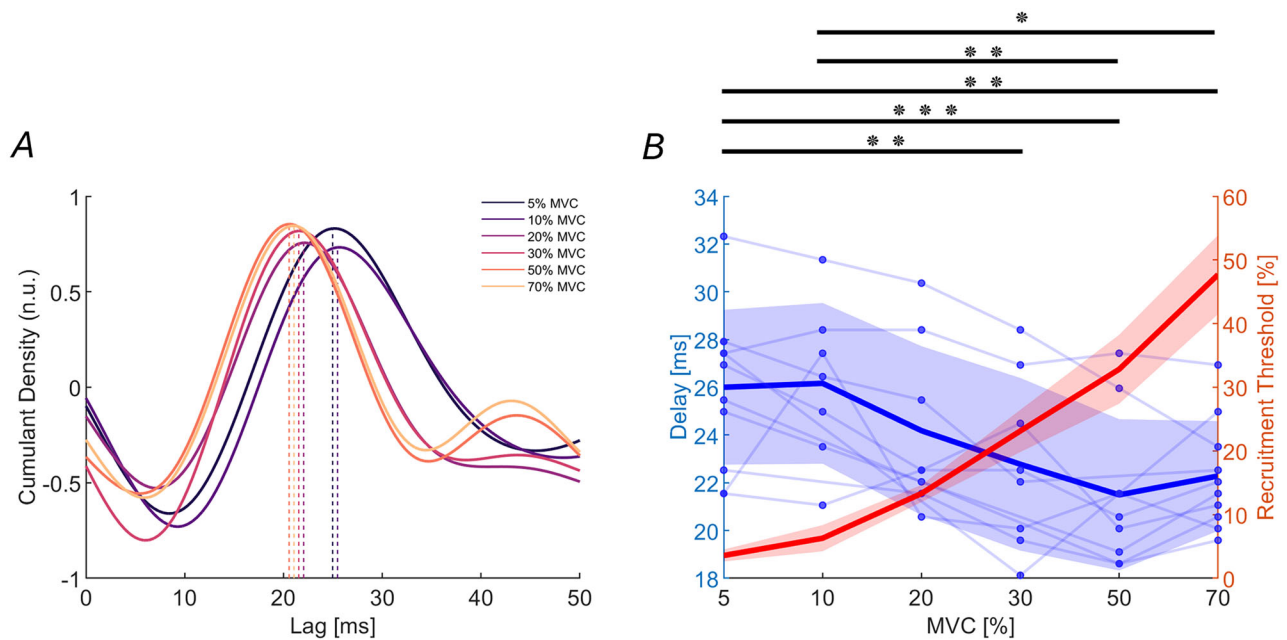 * 
* *
* *
* * *
* *
A
B
Cumulant Density (n.u.)
1
0.5
0
-0.5
-1
5% MVC
10% MVC
20% MVC
30% MVC
50% MVC
70% MVC
0 10 20 30 40 50
Lag [ms]
Delay [ms]
34
32
30
28
26
24
22
20
18
60
50
40
30
20
10
0
Recruitment Threshold [%]
5 10 20 30 50 70
MVC [%]